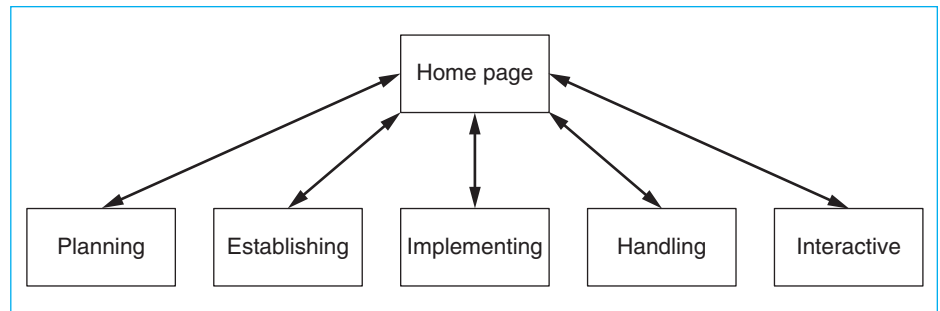 Home page
Planning
Establishing
Implementing
Handling
Interactive